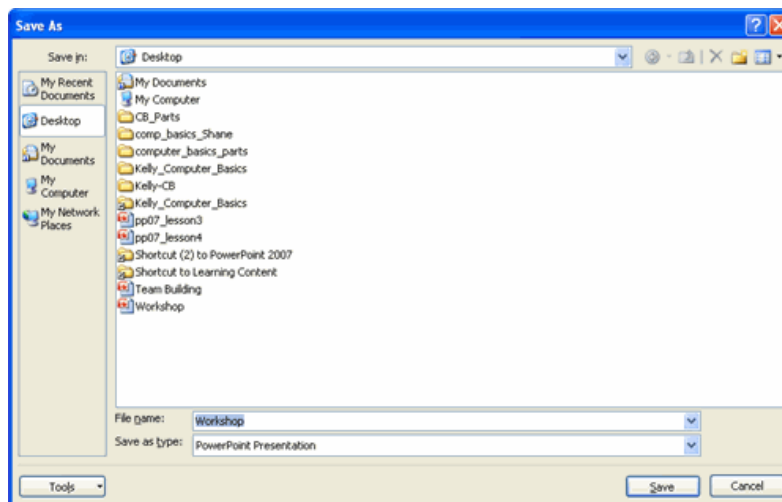 Save As
Save in:
Desktop
My Recent
Documents
Desktop
My
Documents
My
Computer
My Network
Places
My Documents
My Computer
CB_Parts
comp_basics_Shane
computer_basics_parts
Kelly_Computer_Basics
Kelly-CB
Kelly_Computer_Basics
pp07_lesson3
pp07_lesson4
Shortcut (2) to PowerPoint 2007
Shortcut to Learning Content
Team Building
Workshop
File name:
Workshop
Save as type:
PowerPoint Presentation
Tools
Save
Cancel